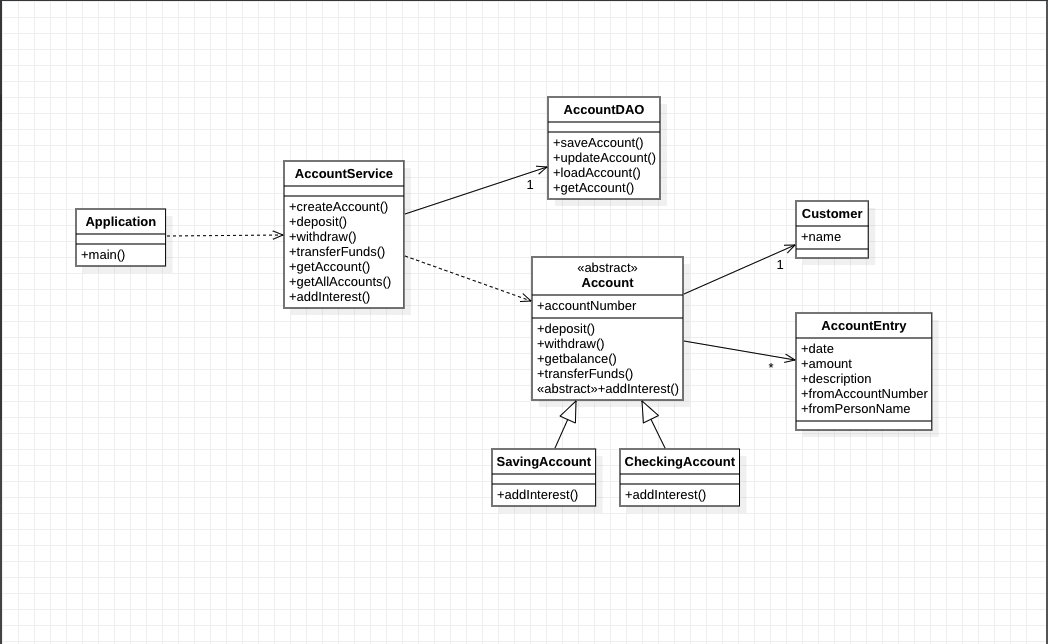 AccountDAO
+saveAccount()
+updateAccount()
+loadAccount()
+getAccount()
1
AccountService
+createAccount()
+deposit()
+withdraw()
+transferFunds()
+getAccount()
+getAllAccounts()
+addInterest()
Application
+main()
Customer
+name
1
«abstract»
Account
+accountNumber
+deposit()
+withdraw()
+getbalance()
+transferFunds()
«abstract»+addInterest()
AccountEntry
+date
+amount
+description
+fromAccountNumber
+fromPersonName
*
SavingAccount
+addInterest()
CheckingAccount
+addInterest()